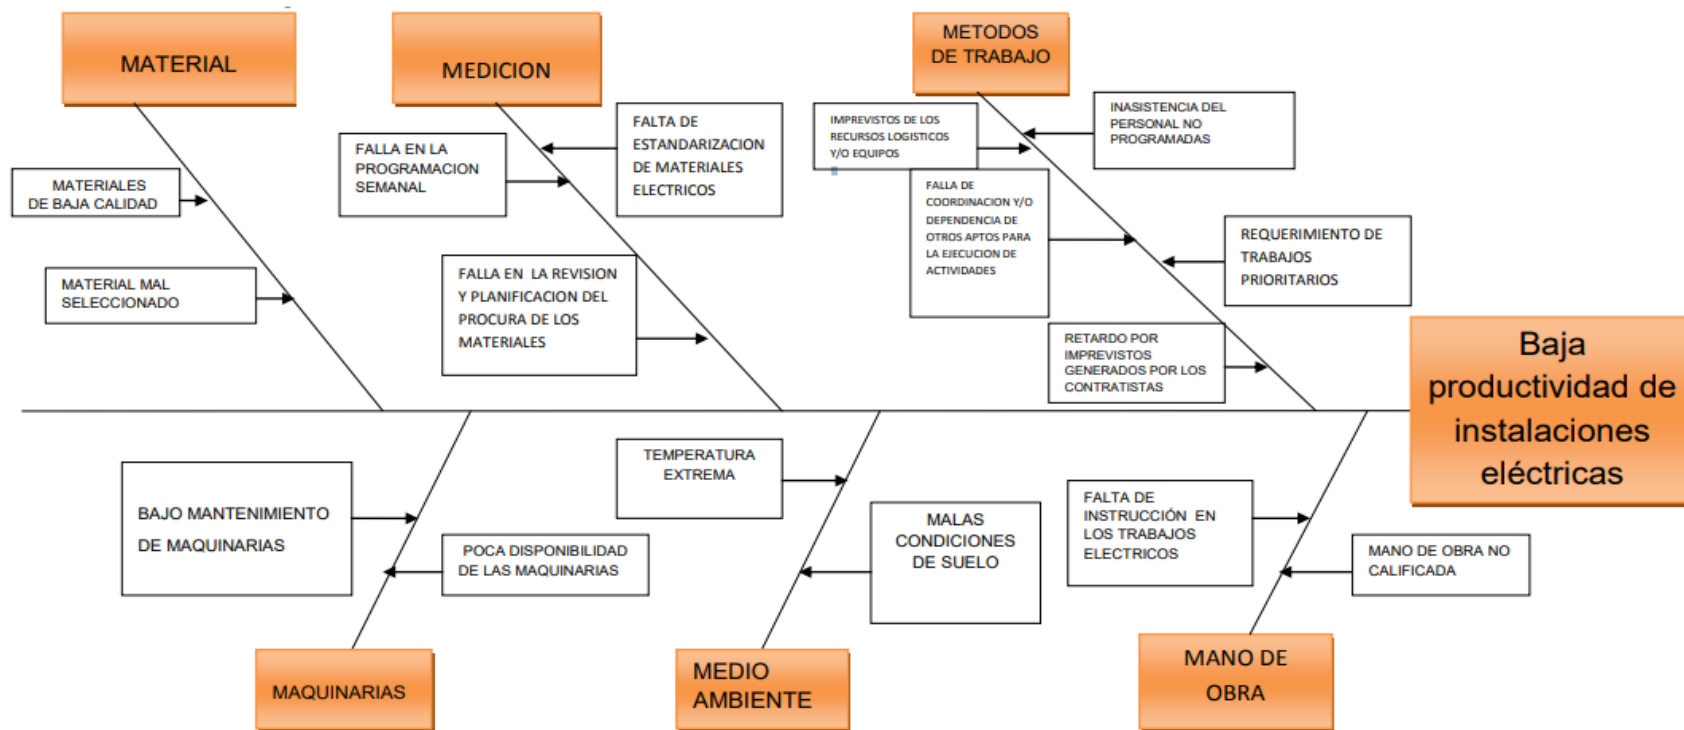 MATERIAL
MEDICION
METODOS
DE TRABAJO
MATERIALES
DE BAJA CALIDAD
MATERIAL MAL
SELECCIONADO
FALLA EN LA
PROGRAMACION
SEMANAL
FALTA DE
ESTANDARIZACION
DE MATERIALES
ELECTRICOS
FALLA EN LA REVISION
Y PLANIFICACION DEL
PROCURA DE LOS
MATERIALES
IMPREVISTOS DE LOS
RECURSOS LOGISTICOS
Y/O EQUIPOS
INASISTENCIA DEL
PERSONAL NO
PROGRAMADAS
FALLA DE
COORDINACION Y/O
DEPENDENCIA DE
OTROS APTOS PARA
LA EJECUCION DE
ACTIVIDADES
REQUERIMIENTO DE
TRABAJOS
PRIORITARIOS
RETARDO POR
IMPREVISTOS
GENERADOS POR LOS
CONTRATISTAS
Baja
productividad de
instalaciones
eléctricas
BAJO MANTENIMIENTO
DE MAQUINARIAS
POCA DISPONIBILIDAD
DE LAS MAQUINARIAS
TEMPERATURA
EXTREMA
MALAS
CONDICIONES
DE SUELO
FALTA DE
INSTRUCCIÓN EN
LOS TRABAJOS
ELECTRICOS
MANO DE OBRA NO
CALIFICADA
MAQUINARIAS
MEDIO
AMBIENTE
MANO DE
OBRA